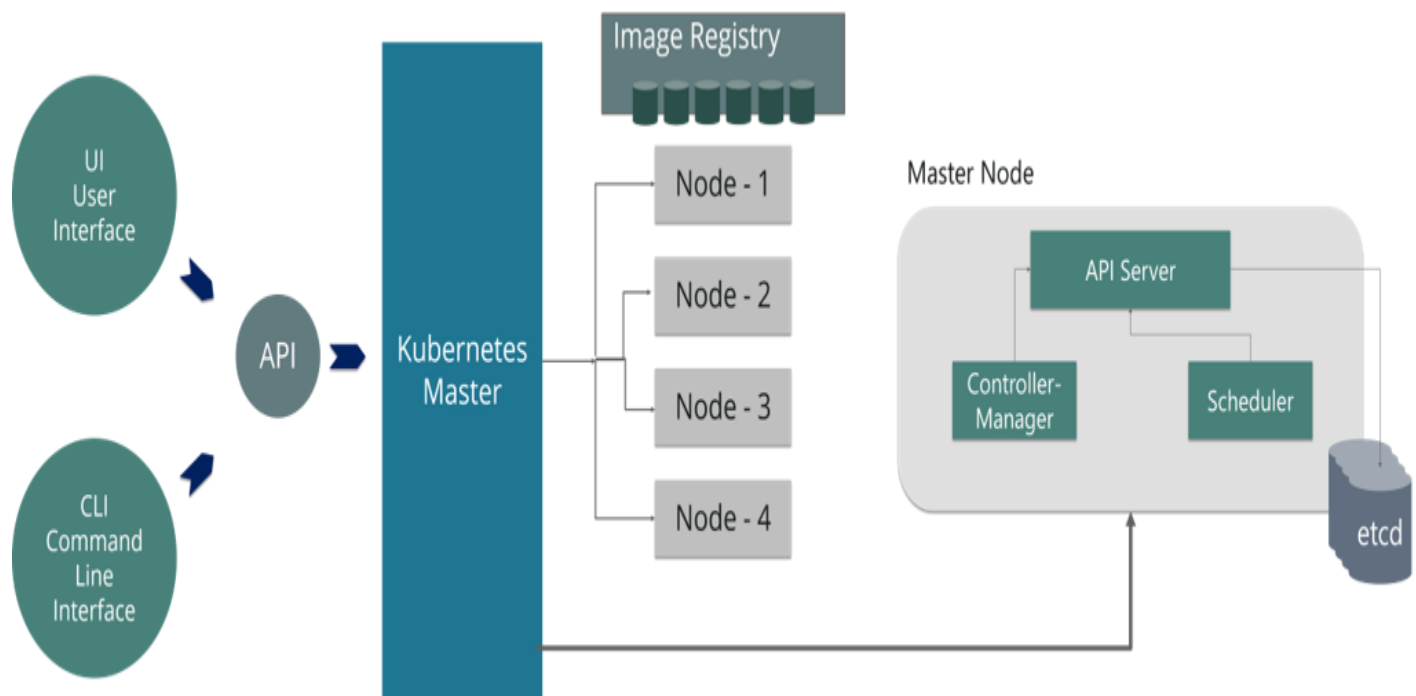 UI
User
Interface
API
CLI
Command
Line
Interface
Kubernetes
Master
Image Registry
Node - 1
Node - 2
Node - 3
Node - 4
Master Node
API Server
Controller-
Manager
Scheduler
etcd